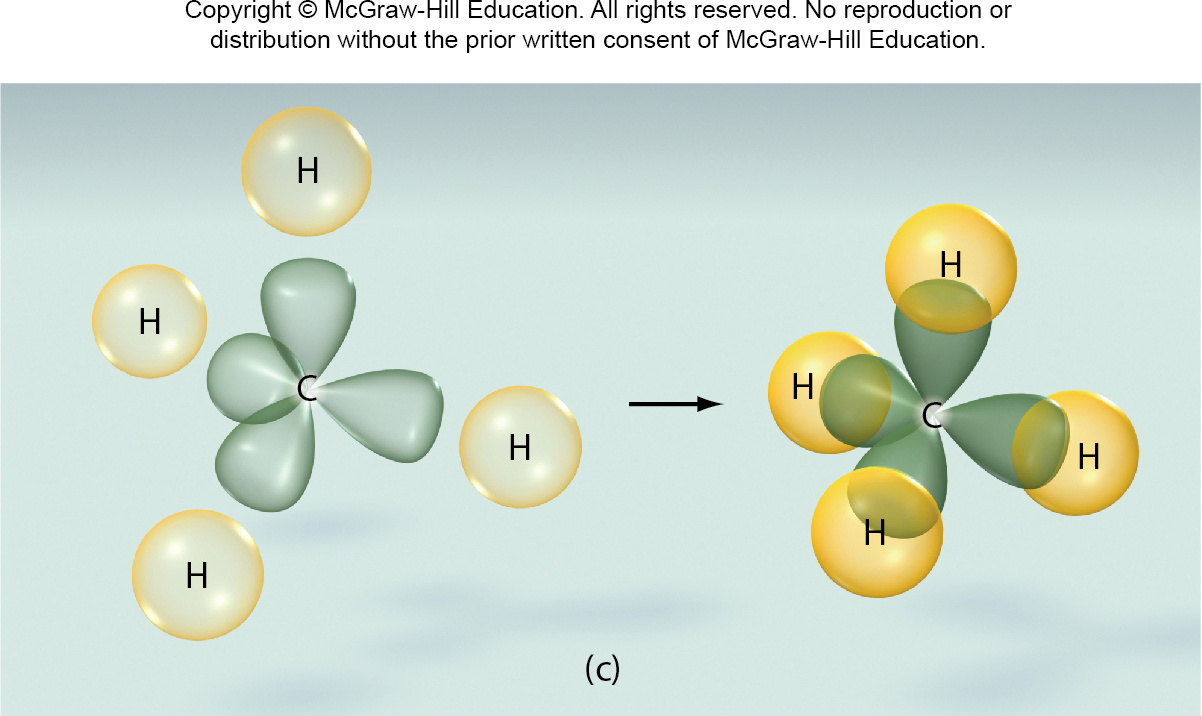 Copyright © McGraw-Hill Education. All rights reserved. No reproduction or
distribution without the prior written consent of McGraw-Hill Education.
H
H
C
H
H
H
H
C
H
H
(c)